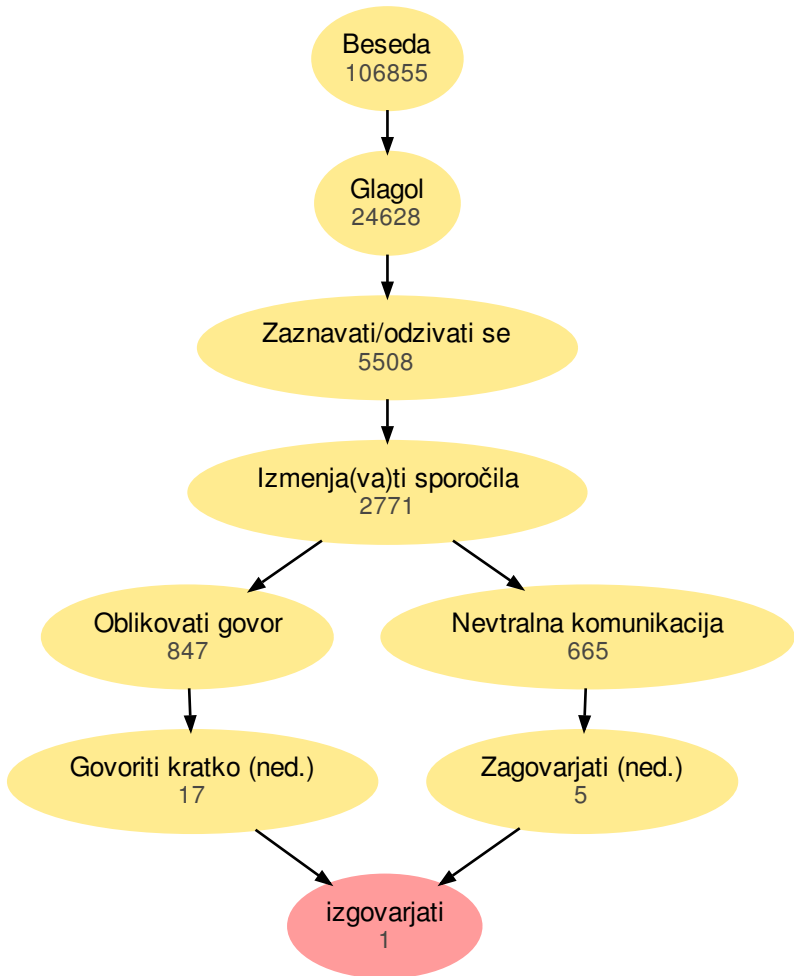 Beseda
106855
Glagol
24628
Zaznavati/odzivati se
5508
Izmenja(va)ti sporočila
2771
Oblikovati govor
847
Nevtralna komunikacija
665
Govoriti kratko (ned.)
17
Zagovarjati (ned.)
5
izgovarjati
1